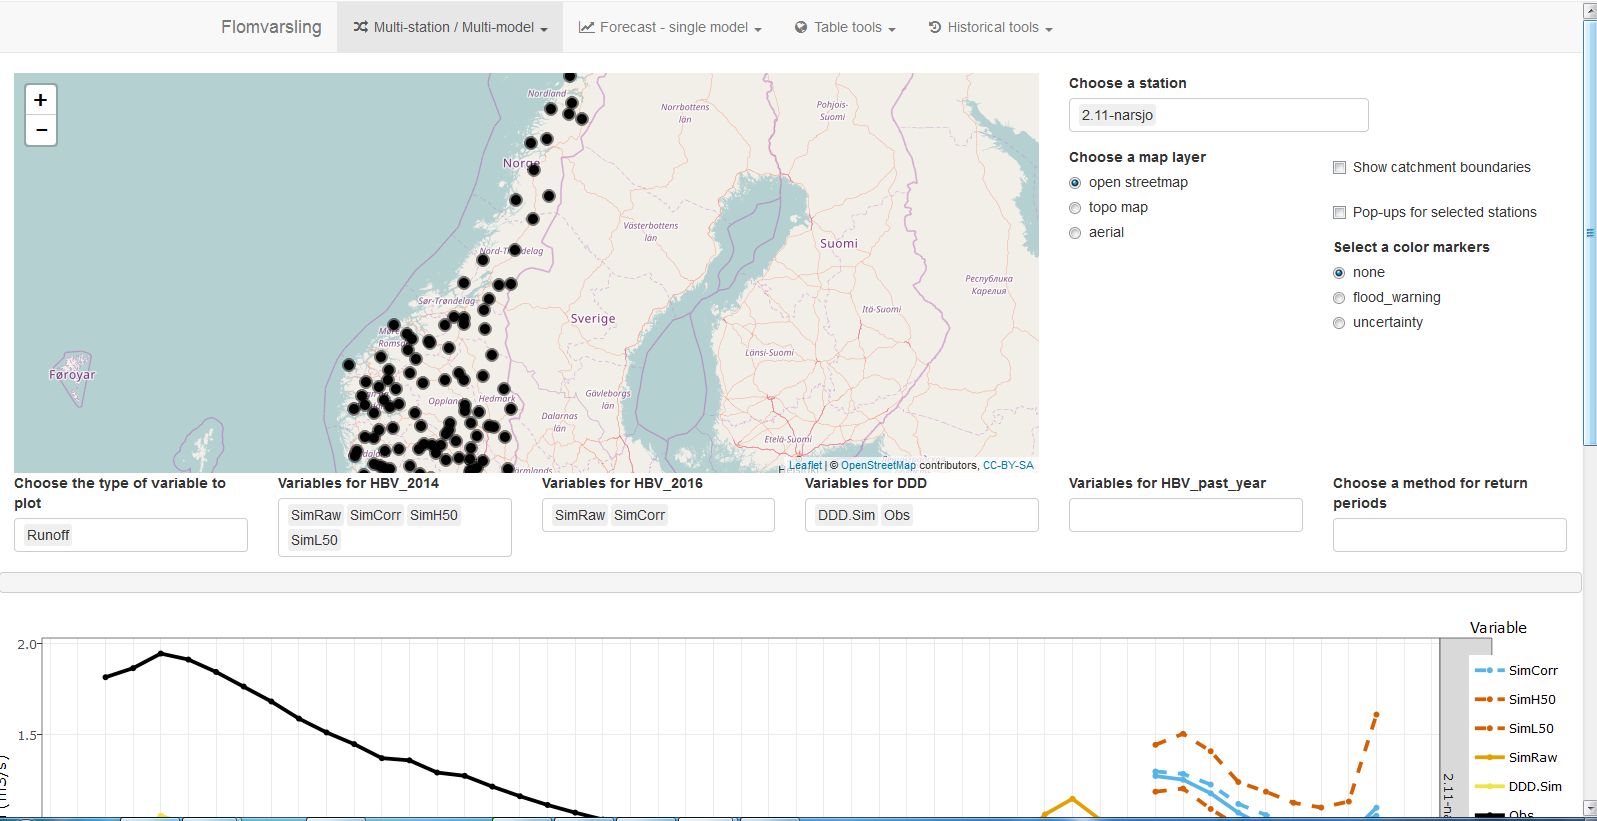 Flomvarsling
Multi-station / Multi-model
Forecast - single model
Table tools
Historical tools
+
−
Nordland
Norrbottens
län
Pohjois-
Suomi
Norge
Västerbottens
län
Suomi
Nord-Trøndelag
Республика
Карелия
Sør-Trøndelag
Sverige
Itä-Suomi
Romsdal
Länsi-Suomi
Føroyar
Oppland
Hedmark
Gävleborgs
län
Dalarnas
län
Etelä-Suomi
Leaflet | © OpenStreetMap contributors, CC-BY-SA
Choose a station
2.11-narsjo
Choose a map layer
open streetmap
topo map
aerial
Show catchment boundaries
Pop-ups for selected stations
Select a color markers
none
flood_warning
uncertainty
Choose the type of variable to
plot
Runoff
Variables for HBV_2014
SimRaw SimCorr SimH50
SimL50
Variables for HBV_2016
SimRaw SimCorr
Variables for DDD
DDD.Sim Obs
Variables for HBV_past_year
Choose a method for return
periods
2.0
1.5
(m3/s)
2.11-na
Variable
SimCorr
SimH50
SimL50
SimRaw
DDD.Sim
Obs